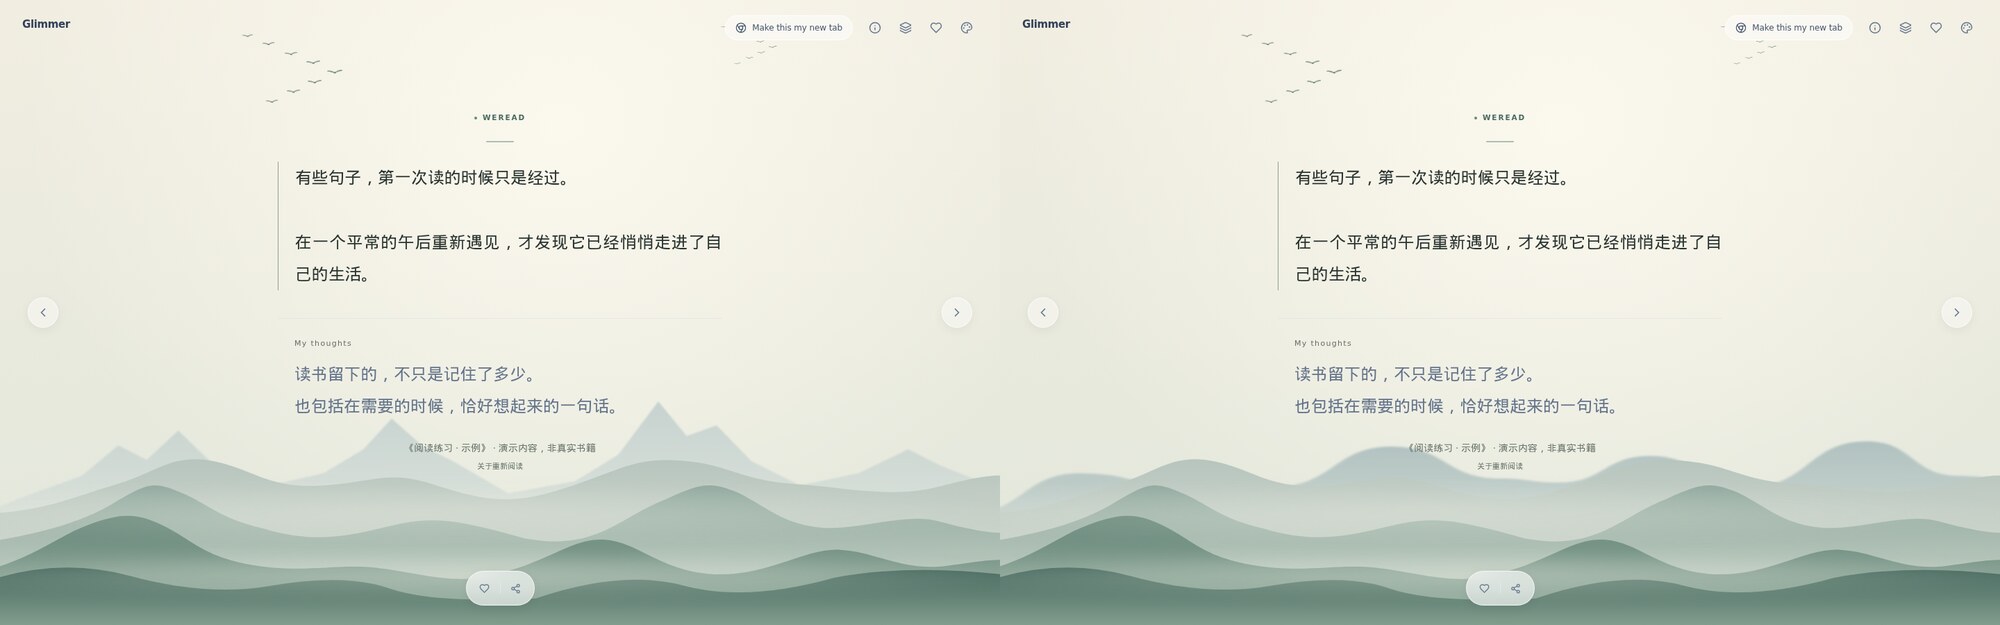 Glimmer
Make this my new tab
• WEREAD
有些句子，第一次读的时候只是经过。
在一个平常的午后重新遇见，才发现它已经悄悄走进了自
己的生活。
My thoughts
读书留下的，不只是记住了多少。
也包括在需要的时候，恰好想起来的一句话。
《阅读练习 · 示例》 · 演示内容，非真实书籍
关于重新阅读
Glimmer
Make this my new tab
• WEREAD
有些句子，第一次读的时候只是经过。
在一个平常的午后重新遇见，才发现它已经悄悄走进了自
己的生活。
My thoughts
读书留下的，不只是记住了多少。
也包括在需要的时候，恰好想起来的一句话。
《阅读练习 · 示例》 · 演示内容，非真实书籍
关于重新阅读